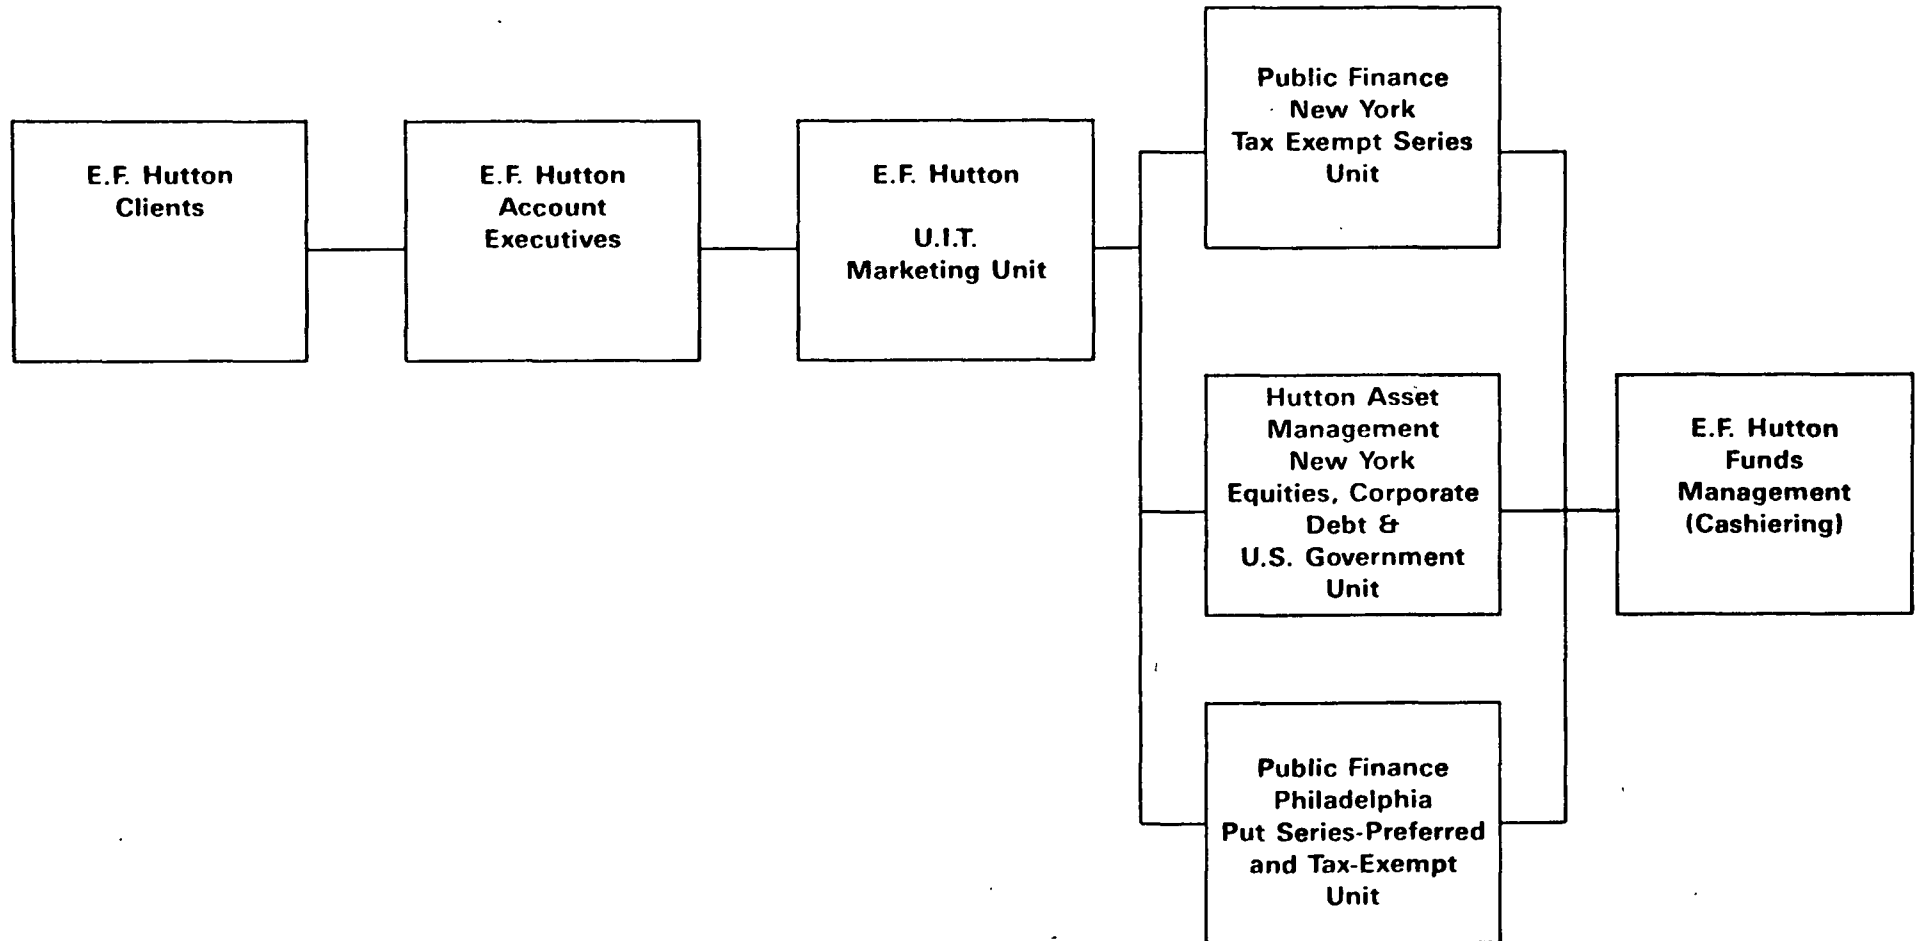 E.F. Hutton
Clients
E.F. Hutton
Account
Executives
E.F. Hutton
U.I.T.
Marketing Unit
Public Finance
New York
Tax Exempt Series
Unit
Hutton Asset
Management
New York
Equities, Corporate
Debt &
U.S. Government
Unit
Public Finance
Philadelphia
Put Series-Preferred
and Tax-Exempt
Unit
E.F. Hutton
Funds
Management
(Cashiering)